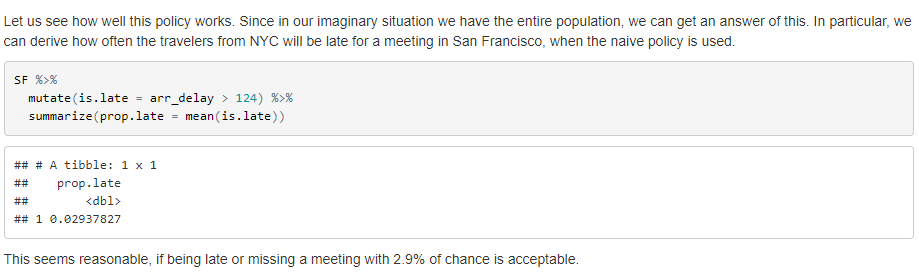 Let us see how well this policy works. Since in our imaginary situation we have the entire population, we can get an answer of this. In particular, we
can derive how often the travelers from NYC will be late for a meeting in San Francisco, when the naive policy is used.
SF %>%
  mutate(is.late = arr_delay > 124) %>%
  summarize(prop.late = mean(is.late))
## # A tibble: 1 x 1
##    prop.late
##        <dbl>
## 1 0.02937827
This seems reasonable, if being late or missing a meeting with 2.9% of chance is acceptable.